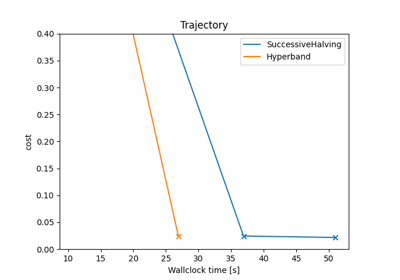 Trajectory
SuccessiveHalving
Hyperband
cost
0.40
0.35
0.30
0.25
0.20
0.15
0.10
0.05
0.00
10 15 20 25 30 35 40 45 50
Wallclock time [s]